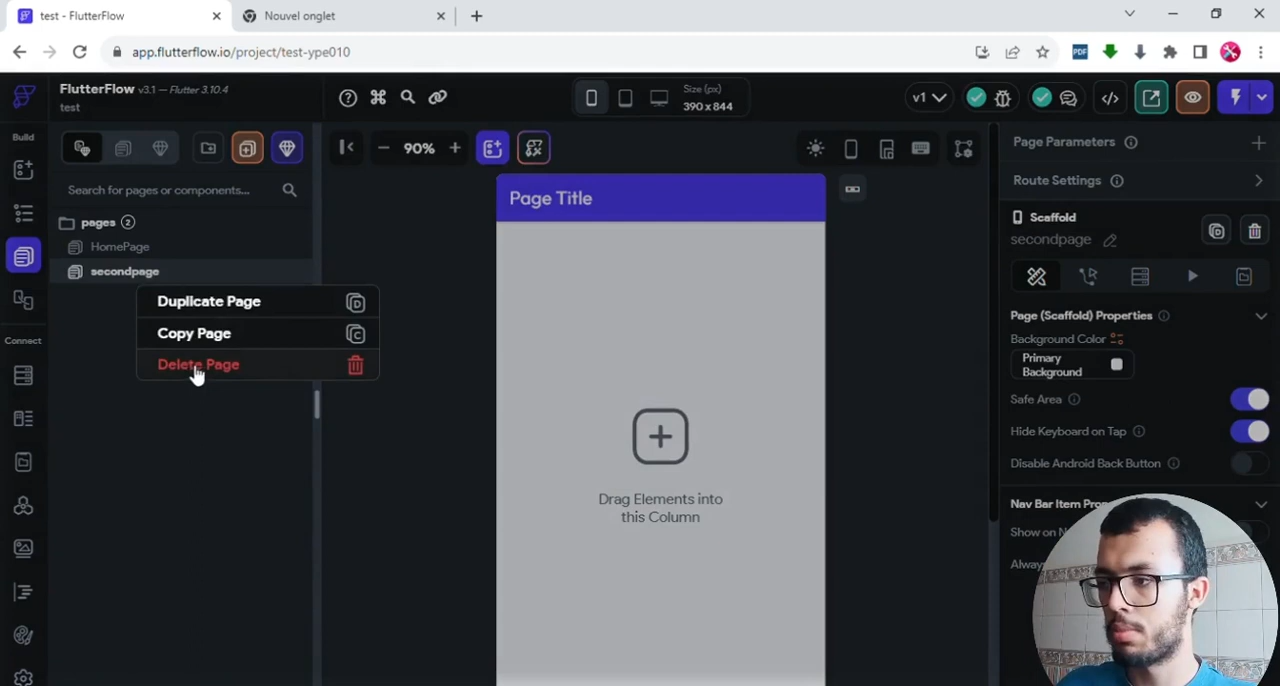 test - FlutterFlow
Nouvel onglet
app.flutterflow.io/project/test-ype010
PDF
FlutterFlow v3.1 - Flutter 3.10.4
test
Size (px)
390 x 844
v1
Build
90%
Page Parameters
Search for pages or components...
Route Settings
Page Title
pages 2
HomePage
secondpage
Scaffold
secondpage
Duplicate Page D
Copy Page C
Delete Page
Page (Scaffold) Properties
Background Color
Primary
Background
Connect
Safe Area
Hide Keyboard on Tap
Disable Android Back Button
Drag Elements into
this Column
Nav Bar Item
Show on